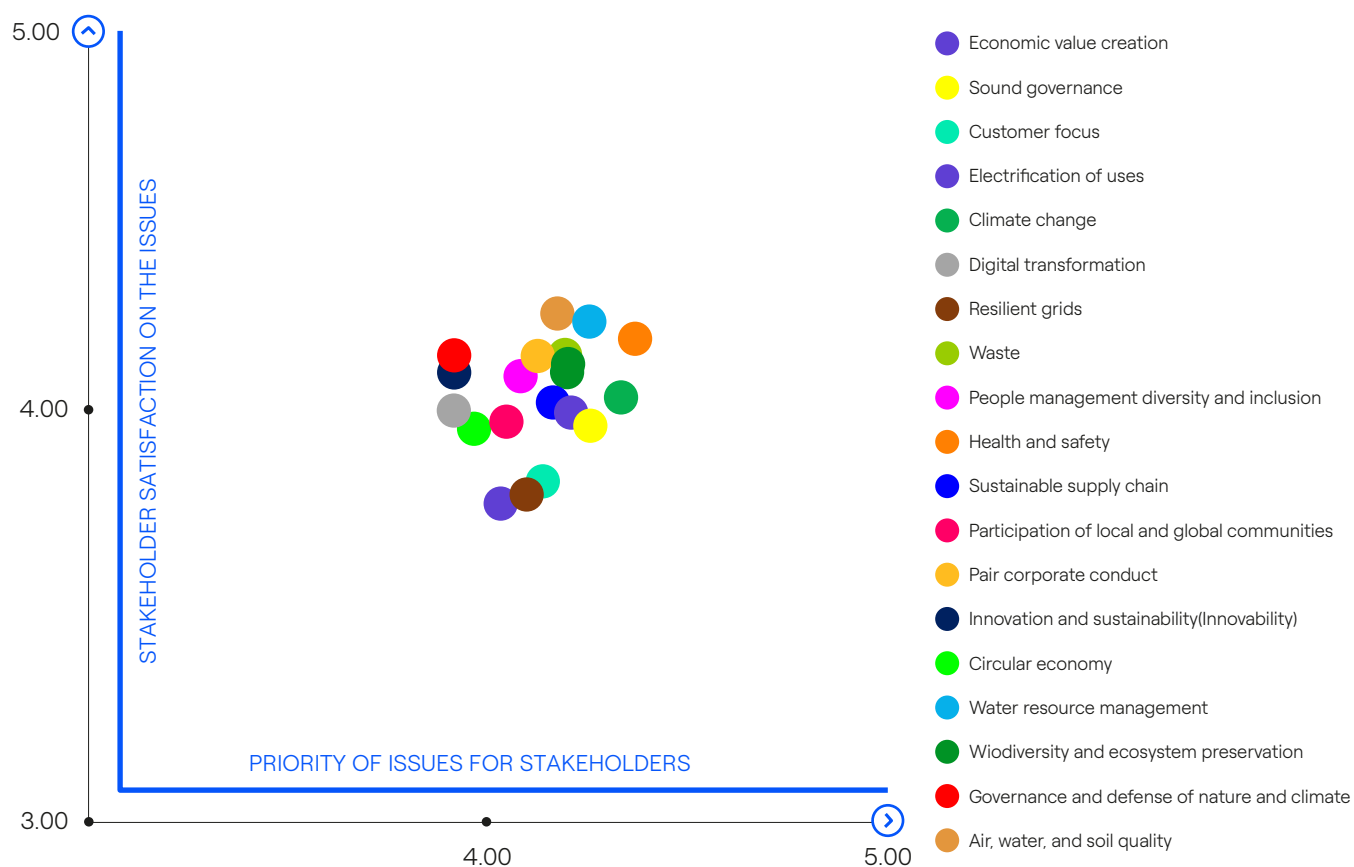 5.00
4.00
3.00
STAKEHOLDER SATISFACTION ON THE ISSUES
PRIORITY OF ISSUES FOR STAKEHOLDERS
4.00
5.00
Economic value creation
Sound governance
Customer focus
Electrification of uses
Climate change
Digital transformation
Resilient grids
Waste
People management diversity and inclusion
Health and safety
Sustainable supply chain
Participation of local and global communities
Pair corporate conduct
Innovation and sustainability(Innovability)
Circular economy
Water resource management
Wiodiversity and ecosystem preservation
Governance and defense of nature and climate
Air, water, and soil quality